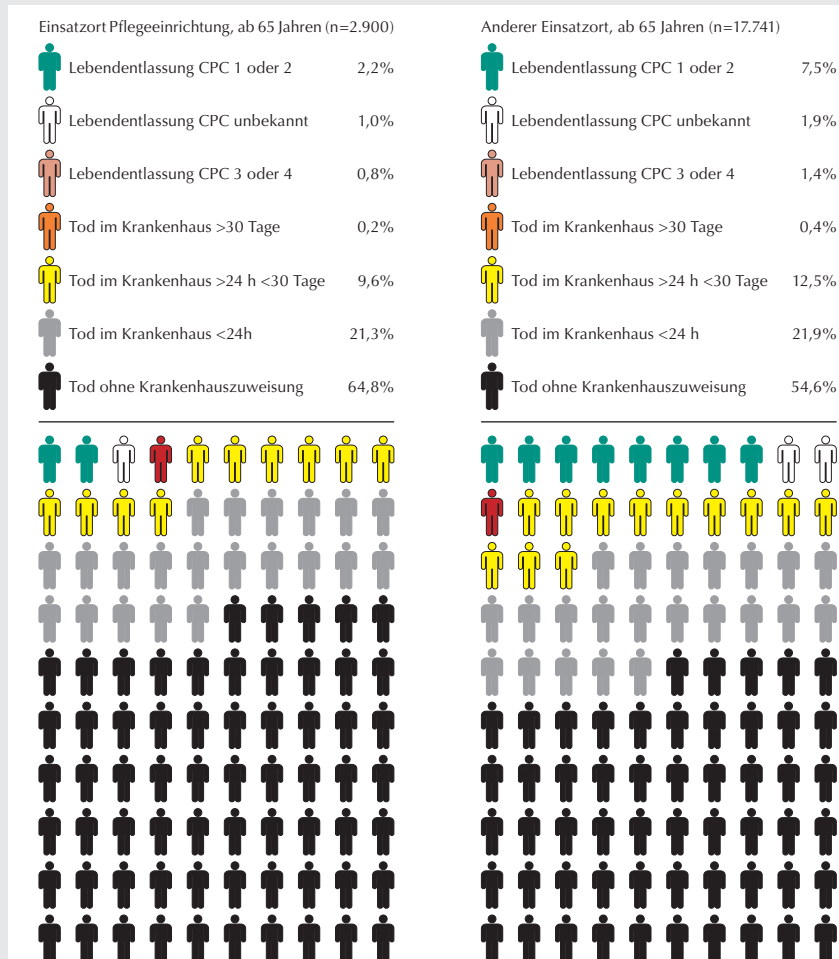 Einsatzort Pflegeeinrichtung, ab 65 Jahren (n=2.900)
Lebendentlassung CPC 1 oder 2 2,2%
Lebendentlassung CPC unbekannt 1,0%
Lebendentlassung CPC 3 oder 4 0,8%
Tod im Krankenhaus >30 Tage 0,2%
Tod im Krankenhaus >24 h <30 Tage 9,6%
Tod im Krankenhaus <24h 21,3%
Tod ohne Krankenhauszuweisung 64,8%
Anderer Einsatzort, ab 65 Jahren (n=17.741)
Lebendentlassung CPC 1 oder 2 7,5%
Lebendentlassung CPC unbekannt 1,9%
Lebendentlassung CPC 3 oder 4 1,4%
Tod im Krankenhaus >30 Tage 0,4%
Tod im Krankenhaus >24 h <30 Tage 12,5%
Tod im Krankenhaus <24 h 21,9%
Tod ohne Krankenhauszuweisung 54,6%